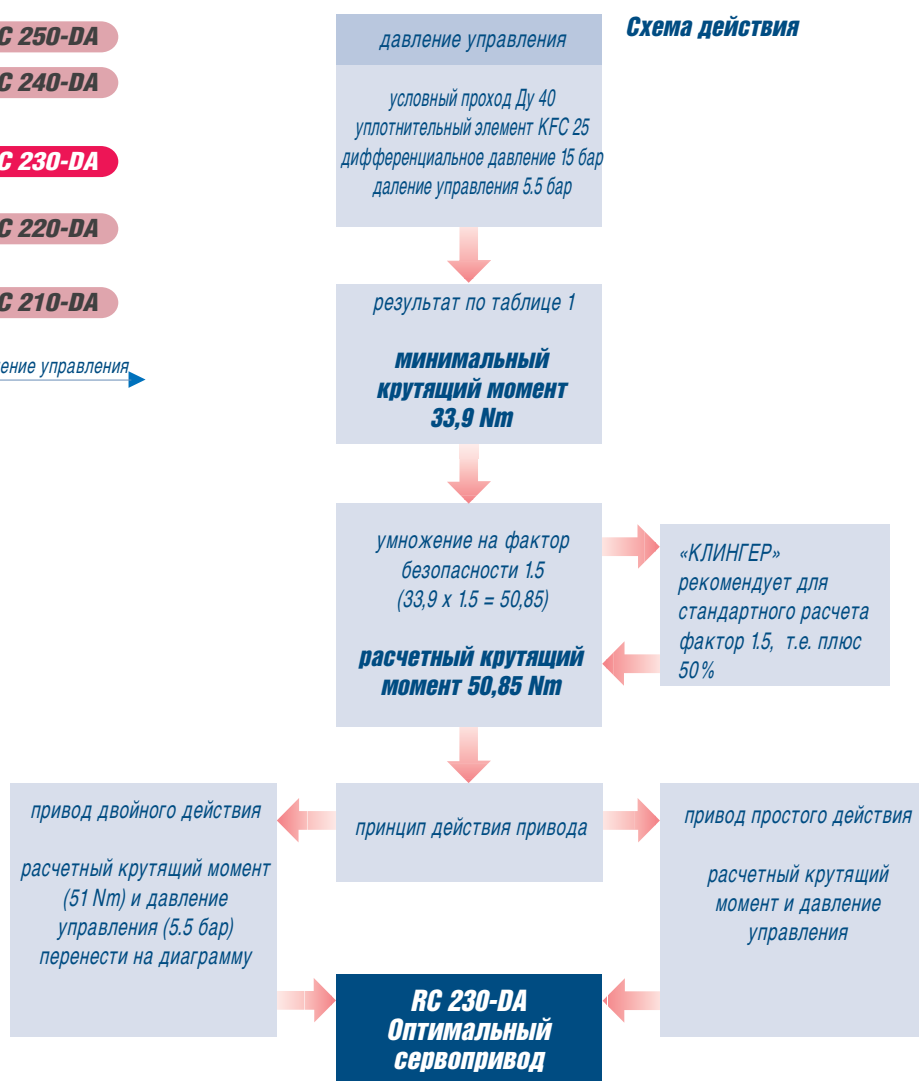 C 250-DA
C 240-DA
C 230-DA
C 220-DA
C 210-DA
ение управления
Схема действия
давление управления
условный проход Ду 40
уплотнительный элемент KFC 25
дифференциальное давление 15 бар
даление управления 5.5 бар
результат по таблице 1
минимальный
крутящий момент
33,9 Nm
умножение на фактор
безопасности 1.5
(33,9 x 1.5 = 50,85)
расчетный крутящий
момент 50,85 Nm
«КЛИНГЕР»
рекомендует для
стандартного расчета
фактор 1.5, т.е. плюс
50%
привод двойного действия
расчетный крутящий момент
(51 Nm) и давление
управления (5.5 бар)
перенести на диаграмму
принцип действия привода
привод простого действия
расчетный крутящий
момент и давление
управления
RC 230-DA
Оптимальный
сервопривод